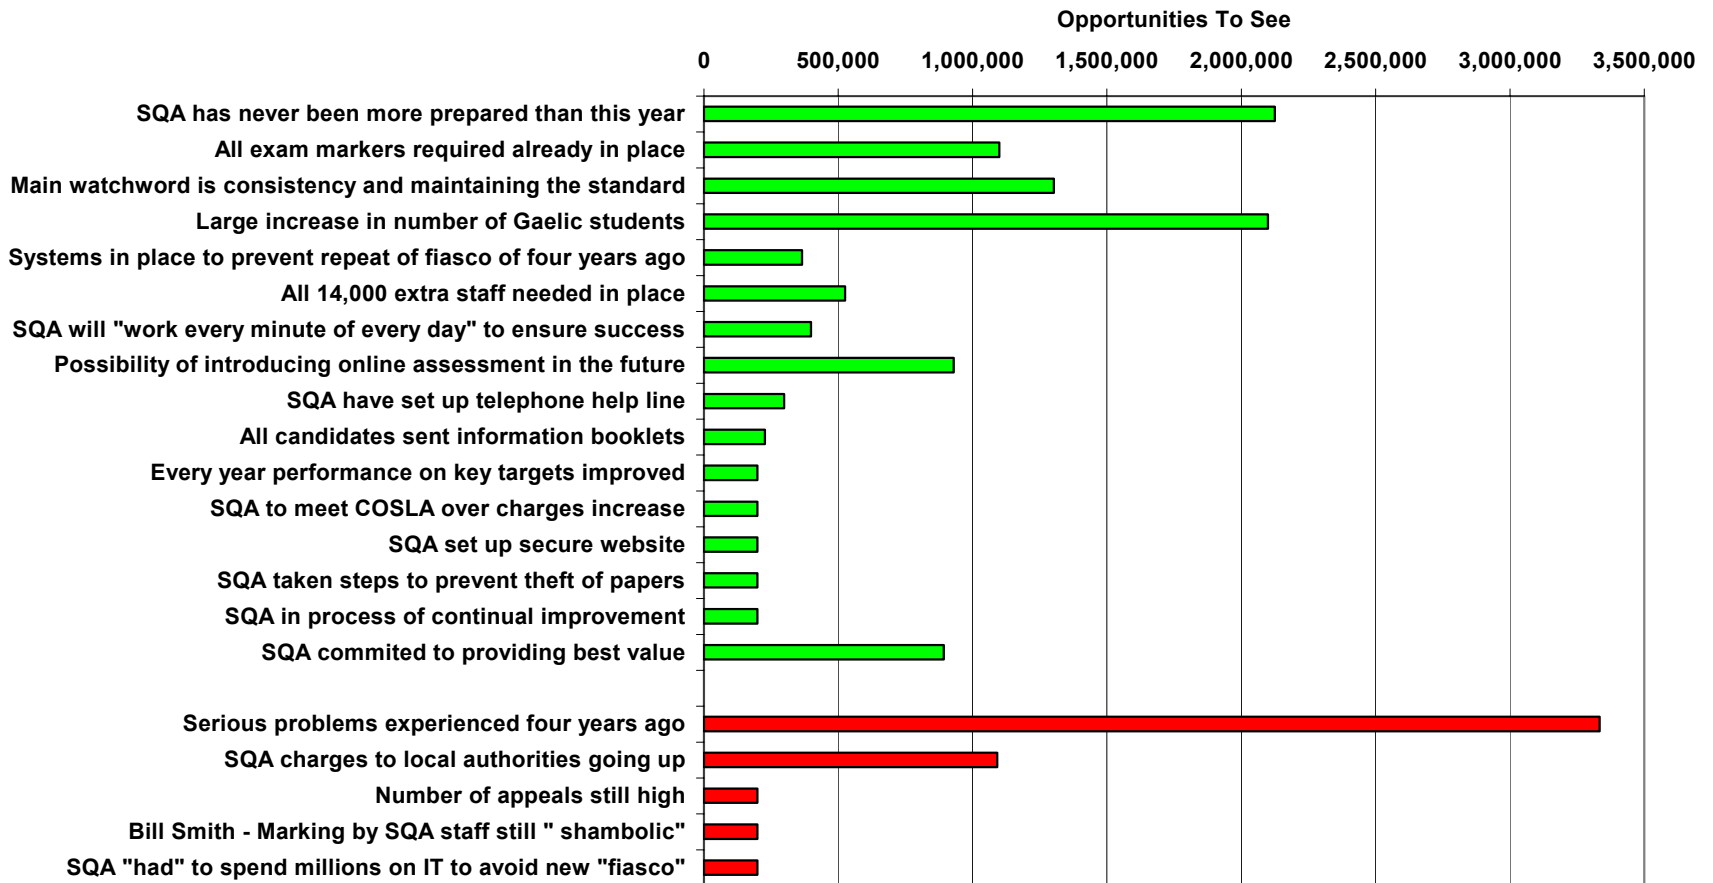 Opportunities To See
0 500,000 1,000,000 1,500,000 2,000,000 2,500,000 3,000,000 3,500,000
SQA has never been more prepared than this year
All exam markers required already in place
Main watchword is consistency and maintaining the standard
Large increase in number of Gaelic students
Systems in place to prevent repeat of fiasco of four years ago
All 14,000 extra staff needed in place
SQA will "work every minute of every day" to ensure success
Possibility of introducing online assessment in the future
SQA have set up telephone help line
All candidates sent information booklets
Every year performance on key targets improved
SQA to meet COSLA over charges increase
SQA set up secure website
SQA taken steps to prevent theft of papers
SQA in process of continual improvement
SQA commited to providing best value
Serious problems experienced four years ago
SQA charges to local authorities going up
Number of appeals still high
Bill Smith - Marking by SQA staff still " shambolic"
SQA "had" to spend millions on IT to avoid new "fiasco"